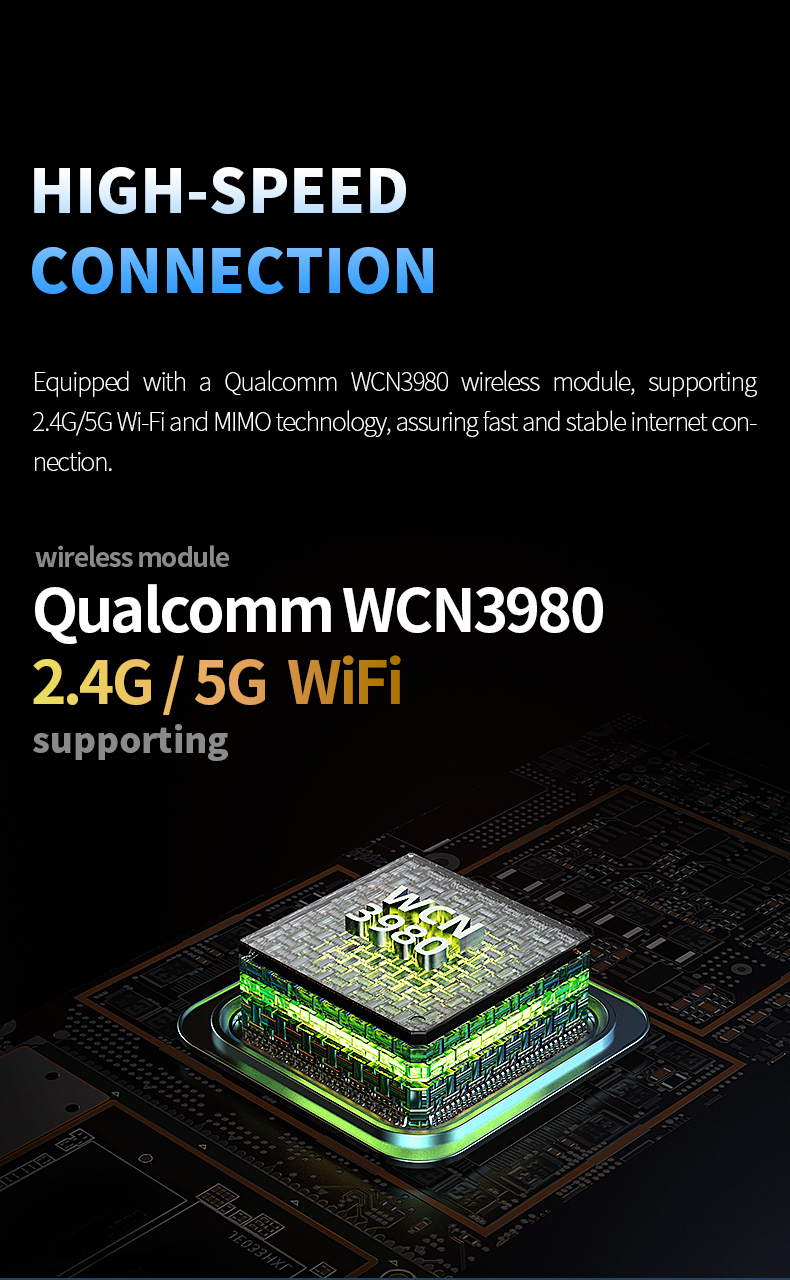 HIGH-SPEED
CONNECTION
Equipped with a Qualcomm WCN3980 wireless module, supporting
2.4G/5G Wi-Fi and MIMO technology, assuring fast and stable internet con-
nection.
wireless module
Qualcomm WCN3980
2.4G / 5G WiFi
supporting
WCN
3980